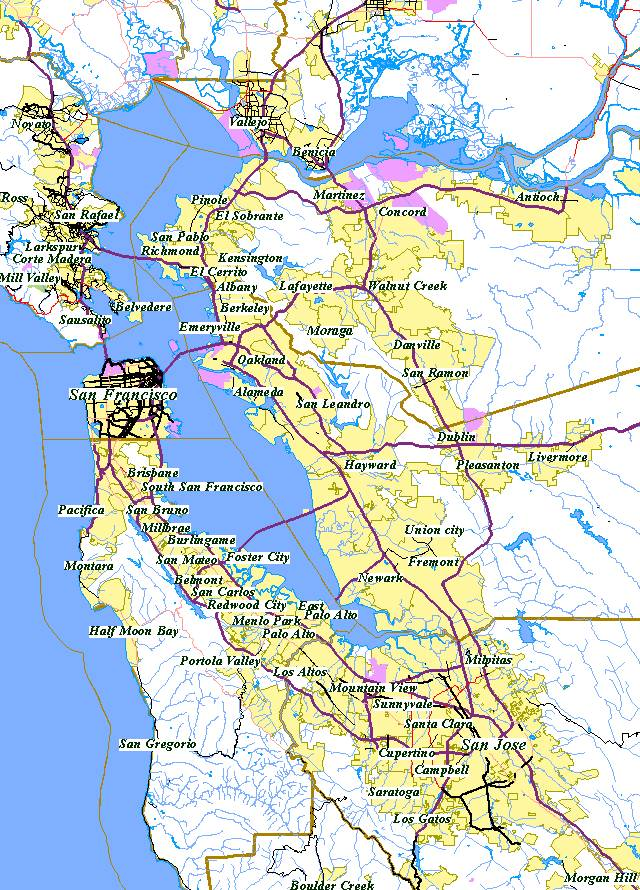 Vallejo
Novato
Benicia
Ross
Pinole
Martinez
Antioch
San Rafael
El Sobrante
Concord
San Pablo
Larkspur
Richmond
Corte Madera
Kensington
El Cerrito
Mill Valley
Albany
Lafayette
Walnut Creek
Belvedere
Berkeley
Sausalito
Emeryville
Moraga
Danville
Oakland
San Ramon
San Francisco
Alameda
San Leandro
Dublin
Livermore
Hayward
Pleasanton
Brisbane
South San Francisco
Pacifica
San Bruno
Millbrae
Union city
Burlingame
Foster City
San Mateo
Fremont
Montara
Belmont
Newark
San Carlos
Redwood City
East
Palo Alto
Menlo Park
Half Moon Bay
Palo Alto
Portola Valley
Milpitas
Los Altos
Mountain View
Sunnyvale
Santa Clara
San Gregorio
San Jose
Cupertino
Campbell
Saratoga
Los Gatos
Morgan Hill
Boulder Creek